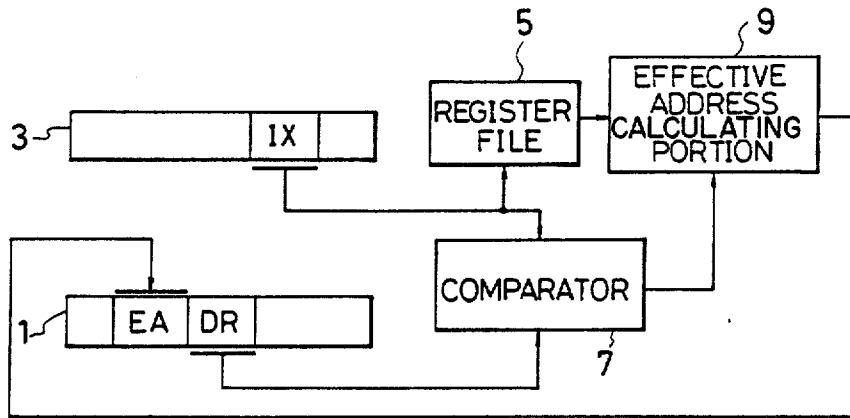 5
9
3
IX
REGISTER
FILE
EFFECTIVE
ADDRESS
CALCULATING
PORTION
1
EA
DR
COMPARATOR
7